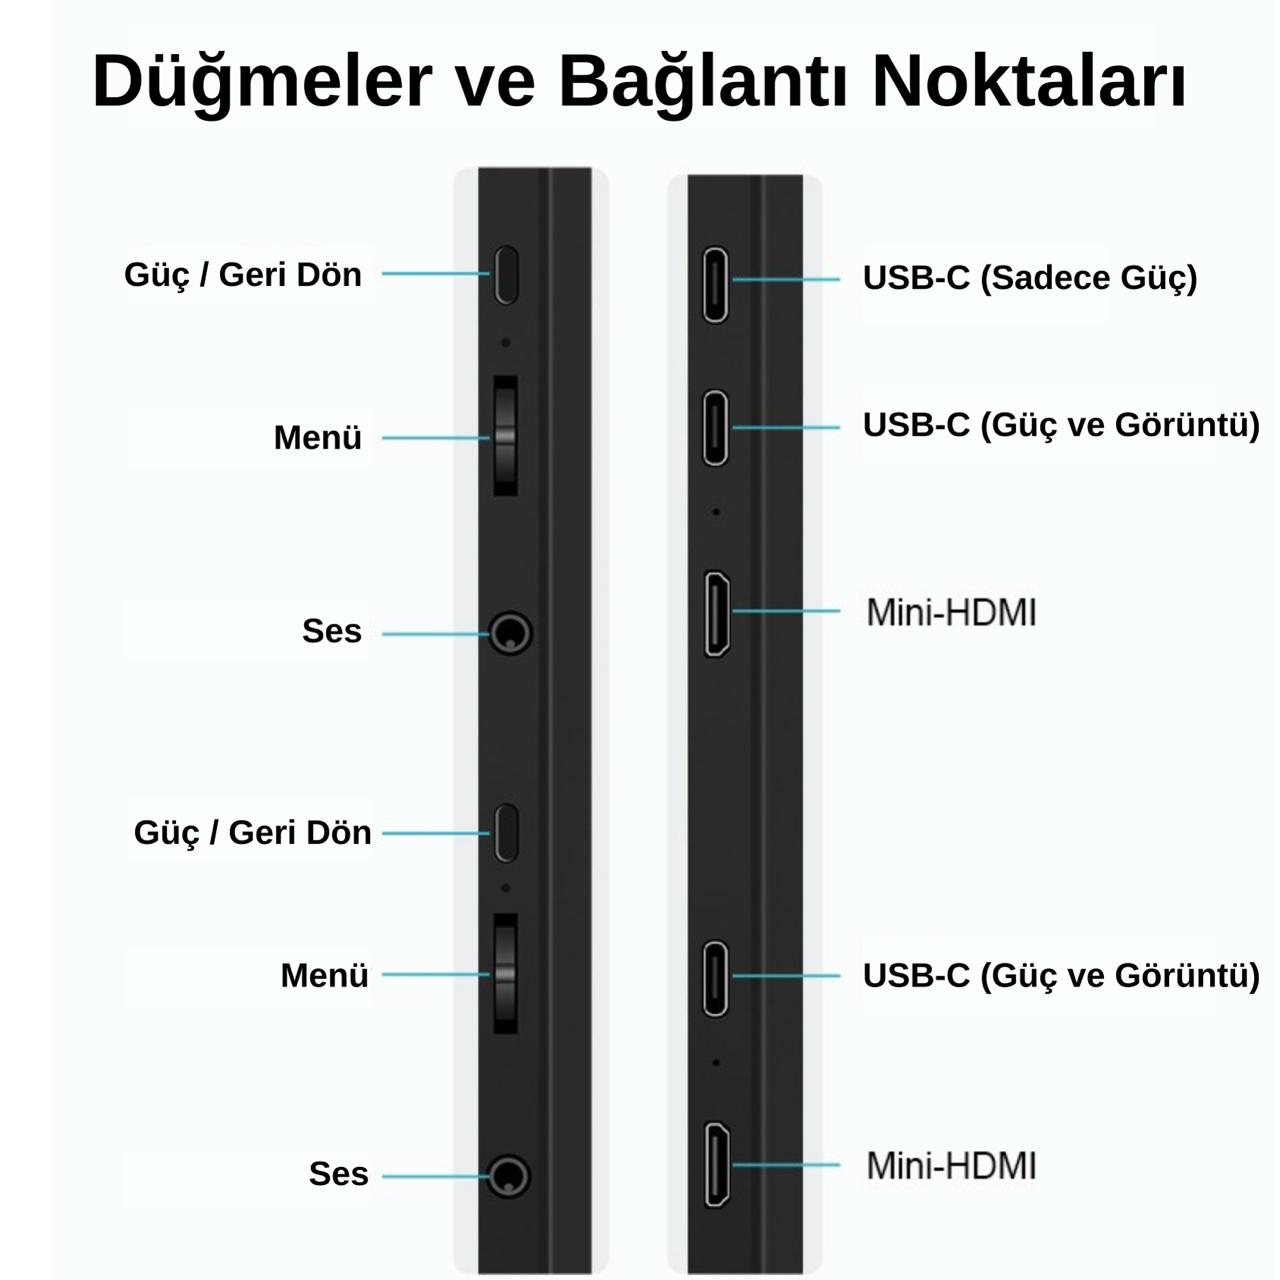 Düğmeler ve Bağlantı Noktaları
Güç / Geri Dön
USB-C (Sadece Güç)
Menü
USB-C (Güç ve Görüntü)
Ses
Mini-HDMI
Güç / Geri Dön
Menü
USB-C (Güç ve Görüntü)
Ses
Mini-HDMI